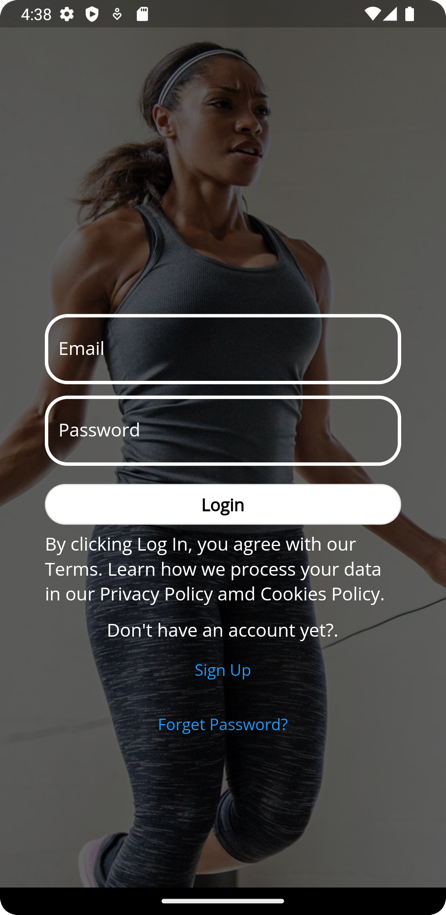 4:38
Email
Password
Login
By clicking Log In, you agree with our
Terms. Learn how we process your data
in our Privacy Policy amd Cookies Policy.
Don't have an account yet?.
Sign Up
Forget Password?